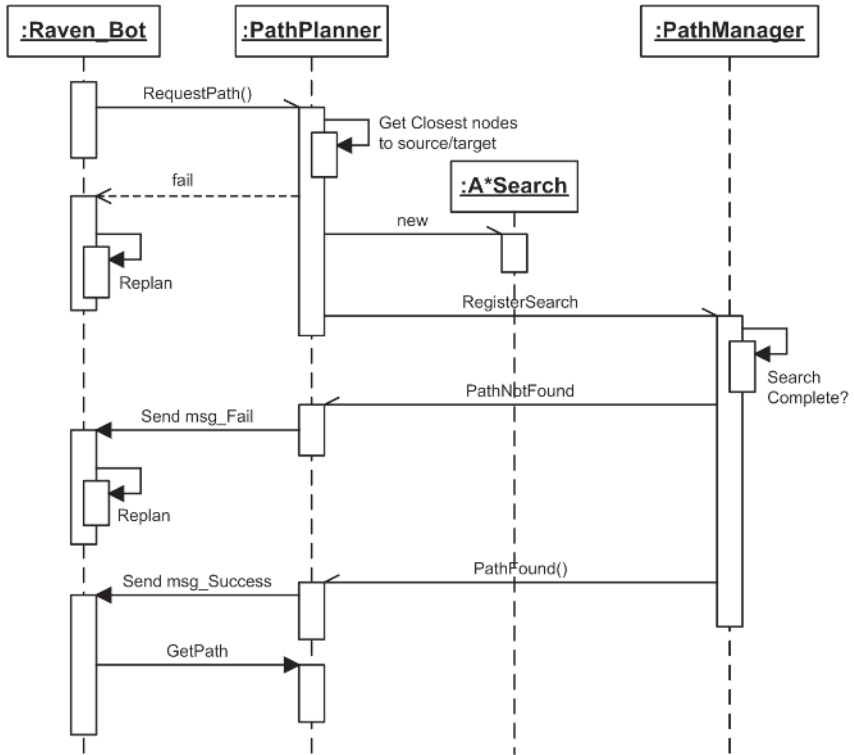 :Raven_Bot
:PathPlanner
:PathManager
RequestPath()
Get Closest nodes
to source/target
fail
:A*Search
new
Replan
RegisterSearch
Search
Complete?
PathNotFound
Send msg_Fail
Replan
PathFound()
Send msg_Success
GetPath